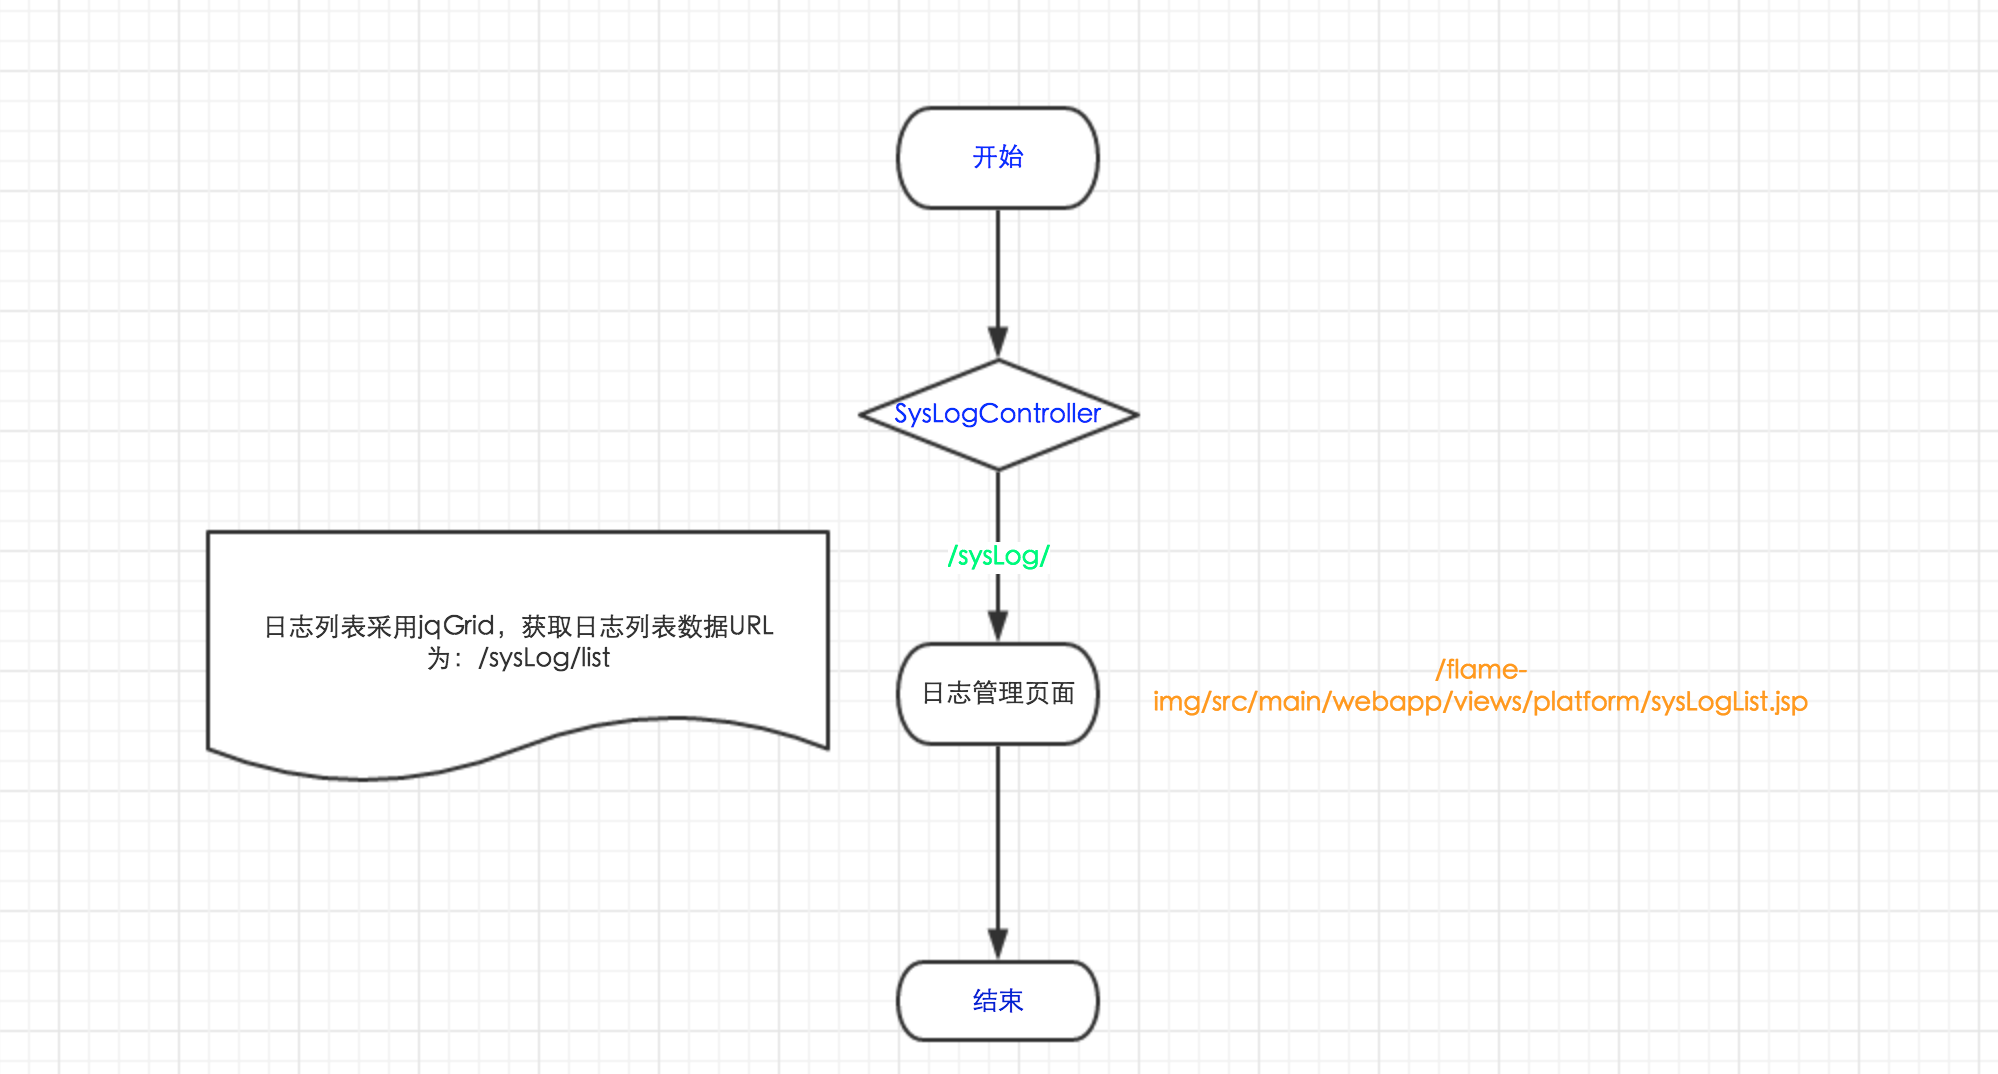 开始
SysLogController
/sysLog/
日志列表采用jqGrid，获取日志列表数据URL
为：/sysLog/list
日志管理页面
/flame-
img/src/main/webapp/views/platform/sysLogList.jsp
结束